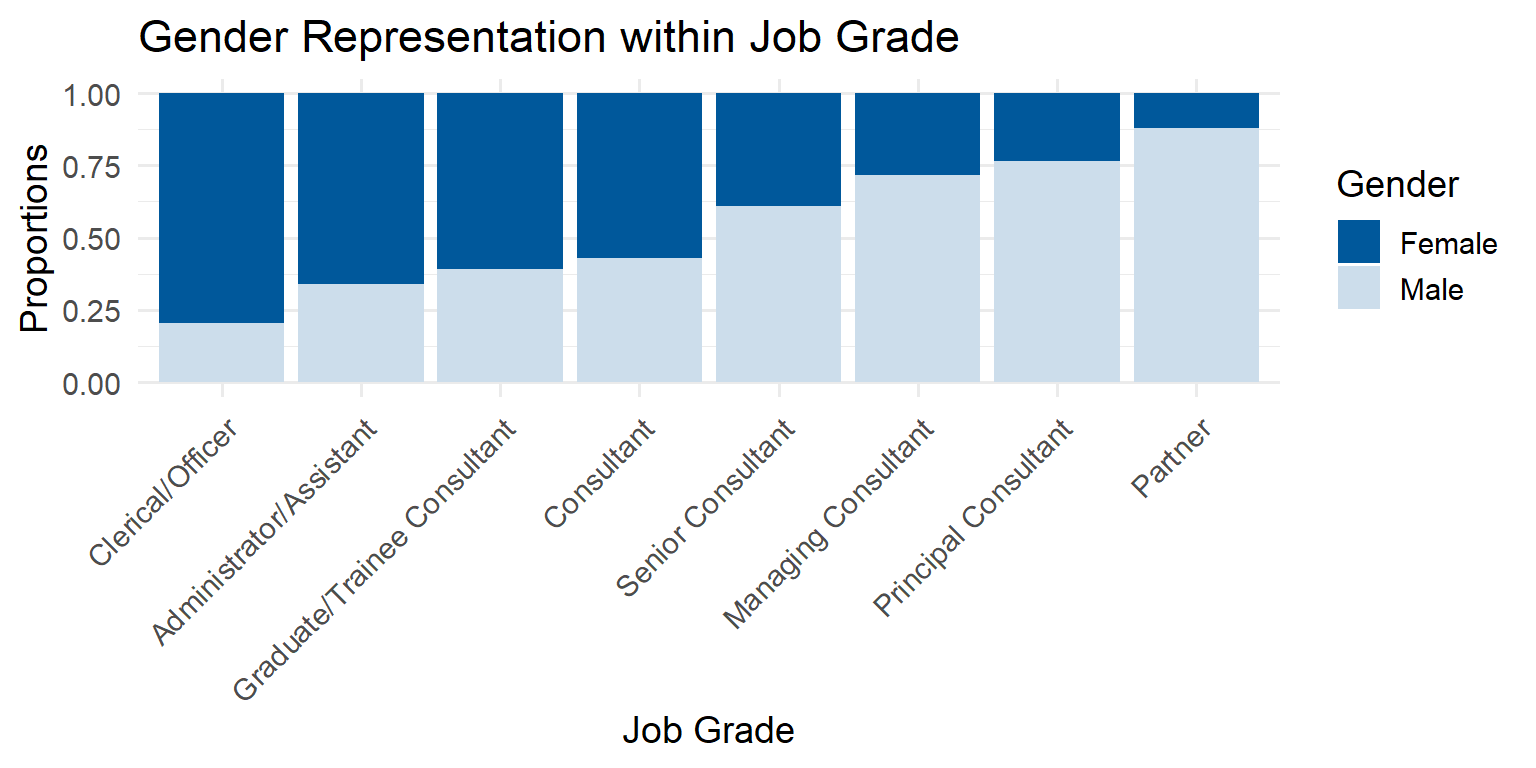 Gender Representation within Job Grade
Proportions
1.00
0.75
0.50
0.25
0.00
Clerical/Officer
Administrator/Assistant
Graduate/Trainee Consultant
Consultant
Senior Consultant
Managing Consultant
Principal Consultant
Partner
Job Grade
Gender
Female
Male